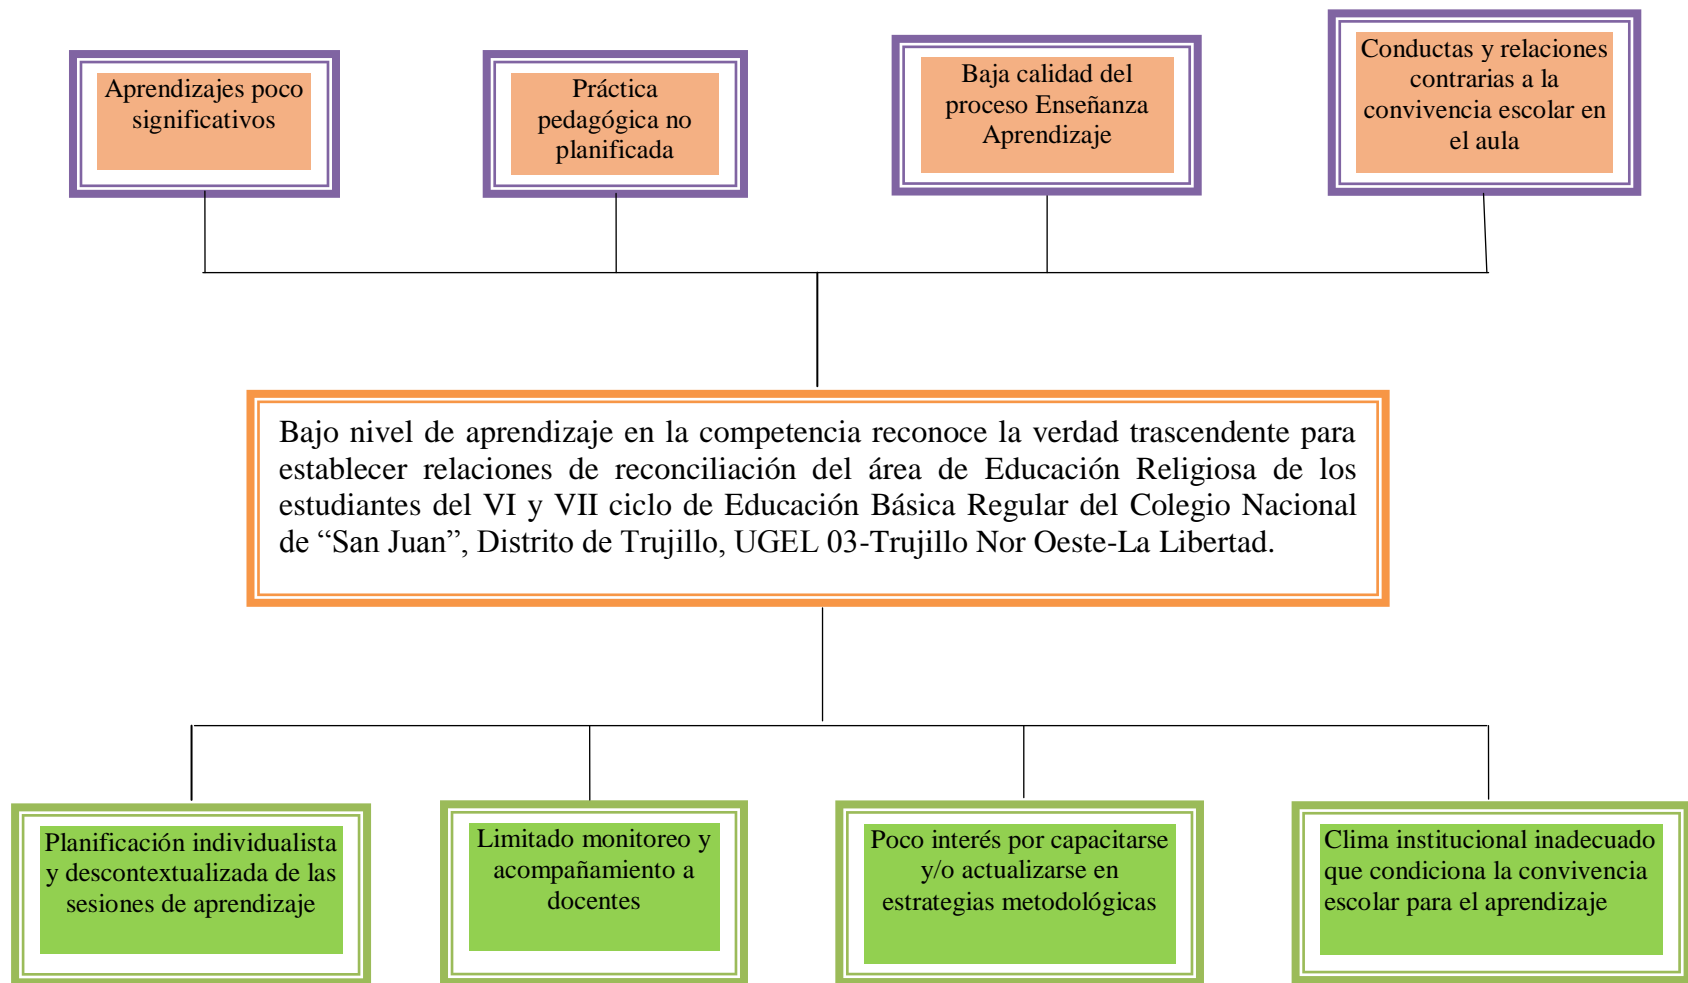 Aprendizajes poco
significativos
Práctica
pedagógica no
planificada
Baja calidad del
proceso Enseñanza
Aprendizaje
Conductas y relaciones
contrarias a la
convivencia escolar en
el aula
Bajo nivel de aprendizaje en la competencia reconoce la verdad trascendente para
establecer relaciones de reconciliación del área de Educación Religiosa de los
estudiantes del VI y VII ciclo de Educación Básica Regular del Colegio Nacional
de “San Juan”, Distrito de Trujillo, UGEL 03-Trujillo Nor Oeste-La Libertad.
Planificación individualista
y descontextualizada de las
sesiones de aprendizaje
Limitado monitoreo y
acompañamiento a
docentes
Poco interés por capacitarse
y/o actualizarse en
estrategias metodológicas
Clima institucional inadecuado
que condiciona la convivencia
escolar para el aprendizaje